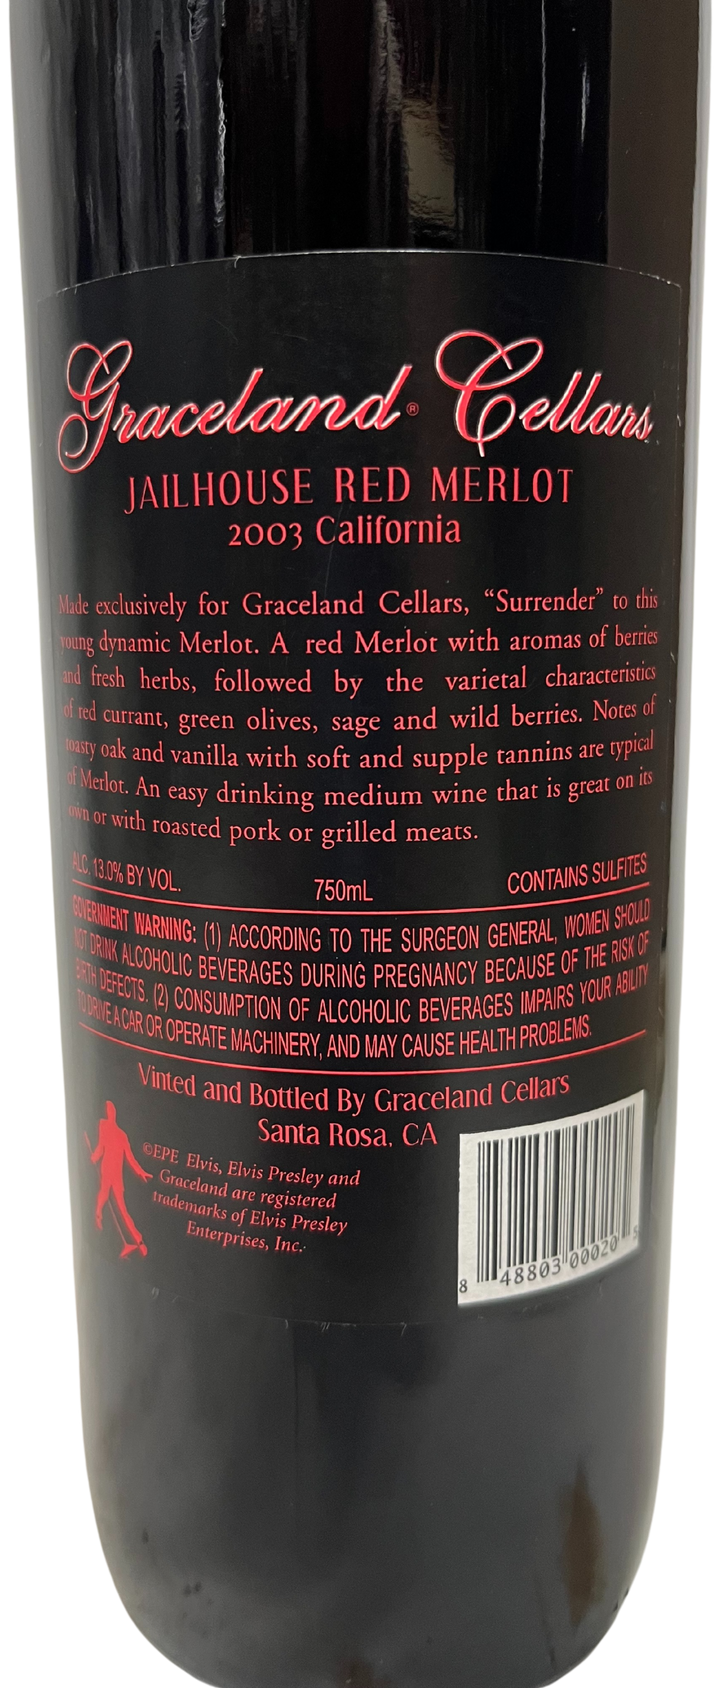 Graceland® Cellars
JAILHOUSE RED MERLOT
2003 California
Made exclusively for Graceland Cellars, “Surrender” to this
young dynamic Merlot. A red Merlot with aromas of berries
and fresh herbs, followed by the varietal characteristics
of red currant, green olives, sage and wild berries. Notes of
toasty oak and vanilla with soft and supple tannins are typical
of Merlot. An easy drinking medium wine that is great on its
own or with roasted pork or grilled meats.
ALC. 13.0% BY VOL. 750mL CONTAINS SULFITES
GOVERNMENT WARNING: (1) ACCORDING TO THE SURGEON GENERAL, WOMEN SHOULD
NOT DRINK ALCOHOLIC BEVERAGES DURING PREGNANCY BECAUSE OF THE RISK OF
BIRTH DEFECTS. (2) CONSUMPTION OF ALCOHOLIC BEVERAGES IMPAIRS YOUR ABILITY
TO DRIVE A CAR OR OPERATE MACHINERY, AND MAY CAUSE HEALTH PROBLEMS.
Vinted and Bottled By Graceland Cellars
Santa Rosa, CA
©EPE Elvis, Elvis Presley and
Graceland are registered
trademarks of Elvis Presley
Enterprises, Inc.
8 48803 00020 5